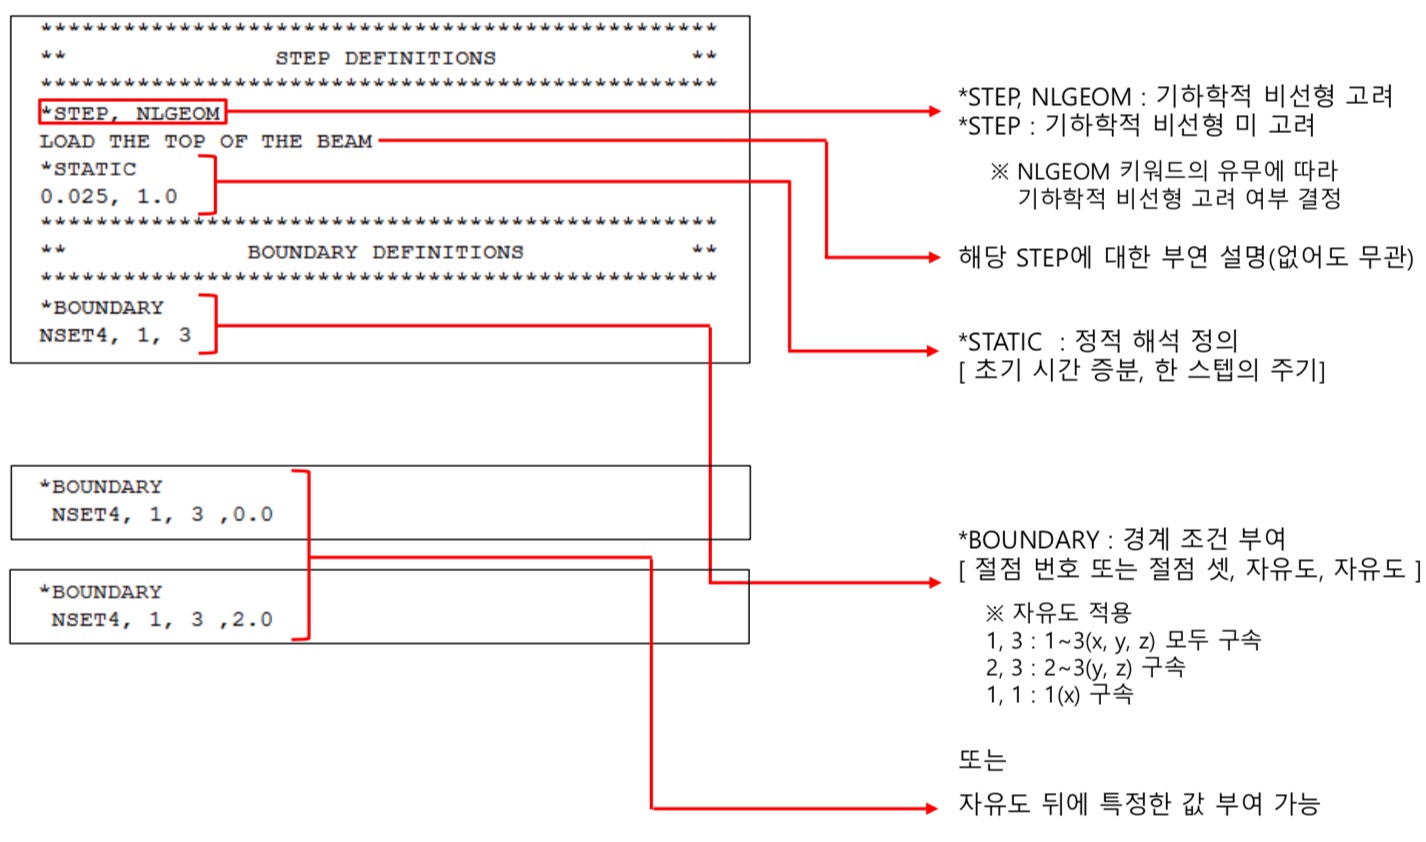 *************************************************
** STEP DEFINITIONS **
*************************************************
*STEP, NLGEOM
LOAD THE TOP OF THE BEAM
*STATIC
0.025, 1.0
*************************************************
** BOUNDARY DEFINITIONS **
*************************************************
*BOUNDARY
NSET4, 1, 3
*BOUNDARY
NSET4, 1, 3 ,0.0
*BOUNDARY
NSET4, 1, 3 ,2.0
*STEP, NLGEOM : 기하학적 비선형 고려
*STEP : 기하학적 비선형 미 고려
※ NLGEOM 키워드의 유무에 따라
기하학적 비선형 고려 여부 결정
해당 STEP에 대한 부연 설명(없어도 무관)
*STATIC : 정적 해석 정의
[ 초기 시간 증분, 한 스텝의 주기]
*BOUNDARY : 경계 조건 부여
[ 절점 번호 또는 절점 셋, 자유도, 자유도 ]
※ 자유도 적용
1, 3 : 1~3(x, y, z) 모두 구속
2, 3 : 2~3(y, z) 구속
1, 1 : 1(x) 구속
또는
자유도 뒤에 특정한 값 부여 가능